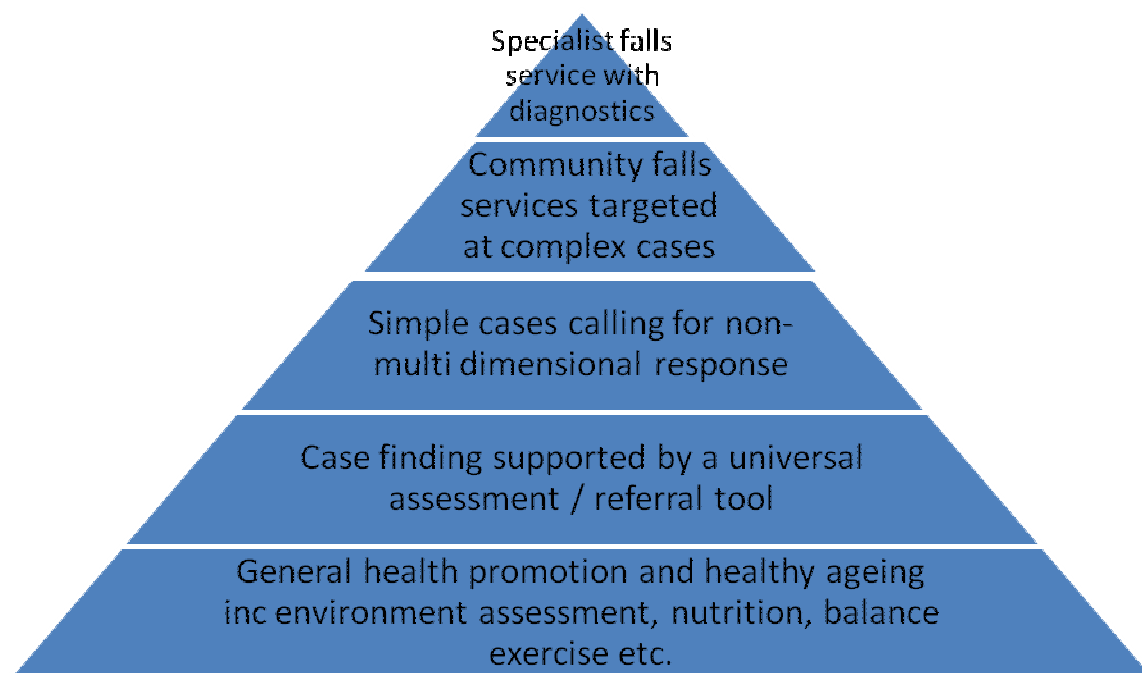 Specialist falls
service with
diagnostics
Community falls
services targeted
at complex cases
Simple cases calling for non-
multi dimensional response
Case finding supported by a universal
assessment / referral tool
General health promotion and healthy ageing
inc environment assessment, nutrition, balance
exercise etc.